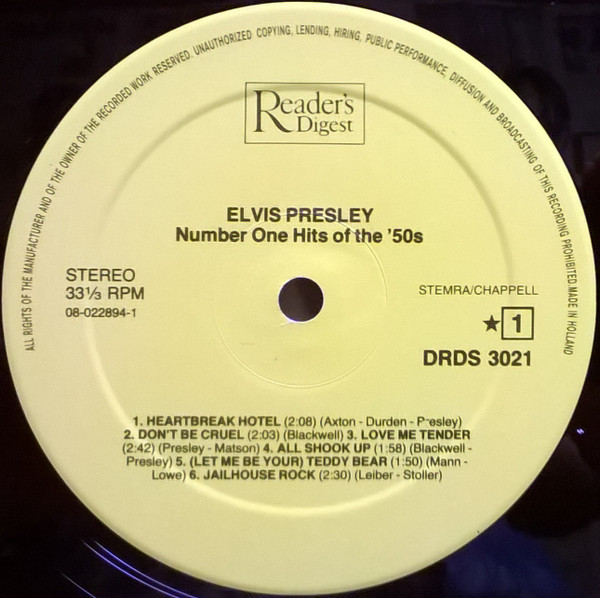 ALL RIGHTS OF THE MANUFACTURER AND OF THE OWNER OF THE RECORDED WORK RESERVED. UNAUTHORIZED COPYING, LENDING, HIRING, PUBLIC PERFORMANCE, DIFFUSION AND BROADCASTING OF THIS RECORDING PROHIBITED. MADE IN HOLLAND
Reader's
Digest
ELVIS PRESLEY
Number One Hits of the '50s
STEREO
33⅓ RPM
08-022894-1
STEMRA/CHAPPELL
★ 1
DRDS 3021
1. HEARTBREAK HOTEL (2:08) (Axton - Durden - Presley)
2. DON'T BE CRUEL (2:03) (Blackwell) 3. LOVE ME TENDER
(2:42) (Presley - Matson) 4. ALL SHOOK UP (1:58) (Blackwell -
Presley) 5. (LET ME BE YOUR) TEDDY BEAR (1:50) (Mann -
Lowe) 6. JAILHOUSE ROCK (2:30) (Leiber - Stoller)